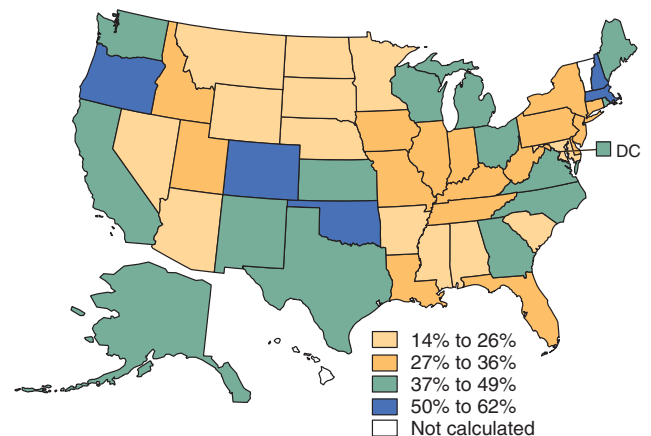 DC
14% to 26%
27% to 36%
37% to 49%
50% to 62%
Not calculated